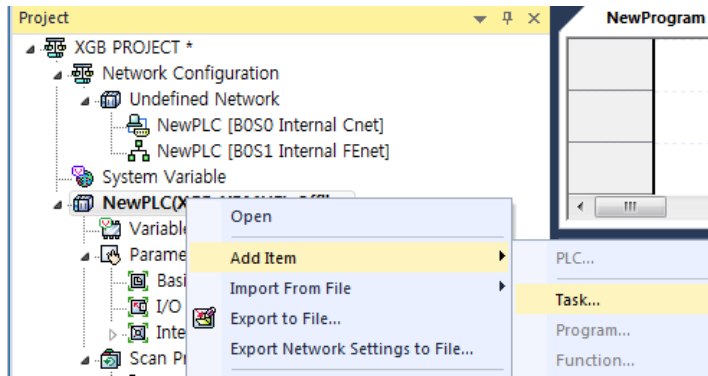 Project
NewProgram
XGB PROJECT *
Network Configuration
Undefined Network
NewPLC [B0S0 Internal Cnet]
NewPLC [B0S1 Internal FEnet]
System Variable
NewPLC(
Variable
Open
Parame
Add Item
PLC...
Basi
Import From File
Task...
I/O
Export to File...
Program...
Inte
Export Network Settings to File...
Function...
Scan P